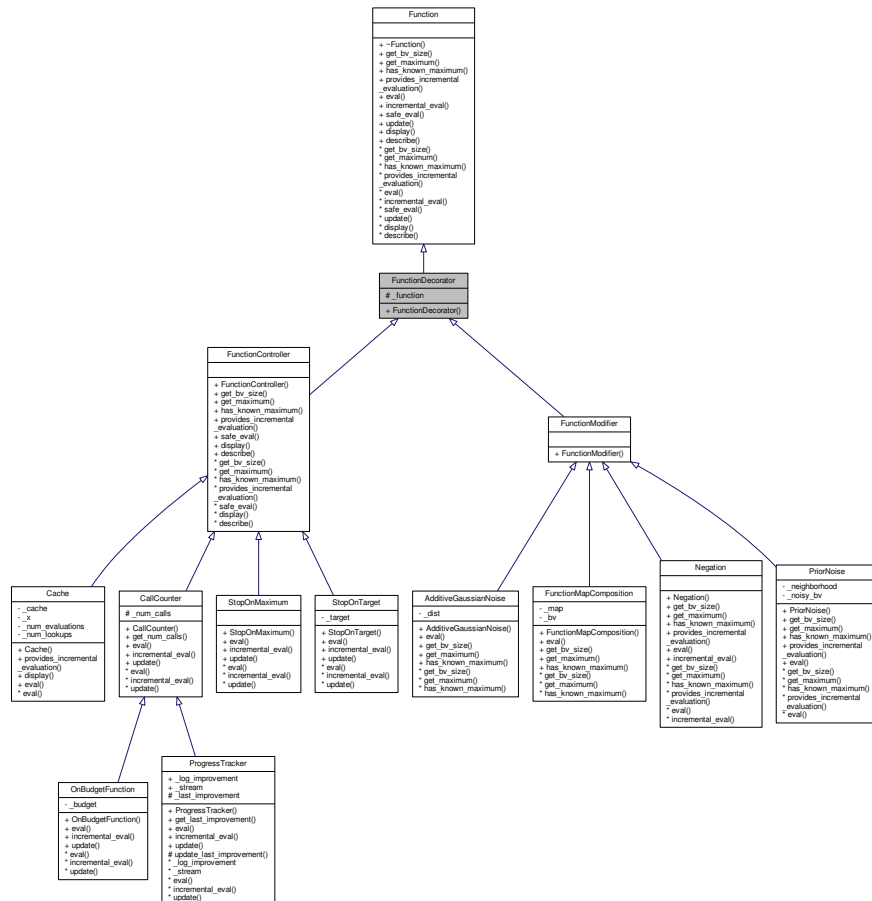 Function
+ ~Function()
+ get_bv_size()
+ get_maximum()
+ has_known_maximum()
+ provides_incremental
_evaluation()
+ eval()
+ incremental_eval()
+ safe_eval()
+ update()
+ display()
+ describe()
* get_bv_size()
* get_maximum()
* has_known_maximum()
* provides_incremental
_evaluation()
* eval()
* incremental_eval()
* safe_eval()
* update()
* display()
* describe()
FunctionDecorator
# _function
+ FunctionDecorator()
FunctionController
+ FunctionController()
+ get_bv_size()
+ get_maximum()
+ has_known_maximum()
+ provides_incremental
_evaluation()
+ safe_eval()
+ display()
+ describe()
* get_bv_size()
* get_maximum()
* has_known_maximum()
* provides_incremental
_evaluation()
* safe_eval()
* display()
* describe()
FunctionModifier
+ FunctionModifier()
Cache
- _cache
- _x
- _num_evaluations
- _num_lookups
+ Cache()
+ provides_incremental
_evaluation()
+ display()
+ eval()
* eval()
CallCounter
# _num_calls
+ CallCounter()
+ get_num_calls()
+ eval()
+ incremental_eval()
+ update()
* eval()
* incremental_eval()
* update()
StopOnMaximum
+ StopOnMaximum()
+ eval()
+ incremental_eval()
+ update()
* eval()
* incremental_eval()
* update()
StopOnTarget
- _target
+ StopOnTarget()
+ eval()
+ incremental_eval()
+ update()
* eval()
* incremental_eval()
* update()
AdditiveGaussianNoise
- _dist
+ AdditiveGaussianNoise()
+ eval()
+ get_bv_size()
+ get_maximum()
+ has_known_maximum()
* get_bv_size()
* get_maximum()
* has_known_maximum()
FunctionMapComposition
- _map
- _bv
+ FunctionMapComposition()
+ eval()
+ get_bv_size()
+ get_maximum()
+ has_known_maximum()
* get_bv_size()
* get_maximum()
* has_known_maximum()
Negation
+ Negation()
+ get_bv_size()
+ get_maximum()
+ has_known_maximum()
+ provides_incremental
_evaluation()
+ eval()
+ incremental_eval()
* get_bv_size()
* get_maximum()
* has_known_maximum()
* provides_incremental
_evaluation()
* eval()
* incremental_eval()
PriorNoise
- _neighborhood
- _noisy_bv
+ PriorNoise()
+ get_bv_size()
+ get_maximum()
+ has_known_maximum()
+ provides_incremental
_evaluation()
+ eval()
* get_bv_size()
* get_maximum()
* has_known_maximum()
* provides_incremental
_evaluation()
* eval()
OnBudgetFunction
- _budget
+ OnBudgetFunction()
+ eval()
+ incremental_eval()
+ update()
* eval()
* incremental_eval()
* update()
ProgressTracker
+ _log_improvement
+ _stream
# _last_improvement
+ ProgressTracker()
+ get_last_improvement()
+ eval()
+ incremental_eval()
+ update()
# update_last_improvement()
* _log_improvement
* _stream
* eval()
* incremental_eval()
* update()